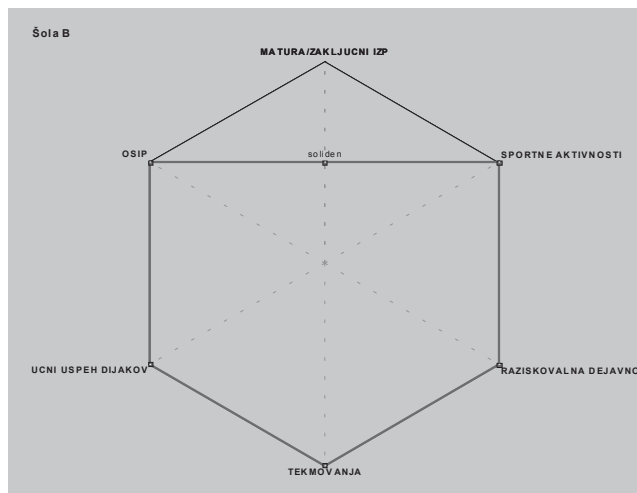 Šola B
MATURA/ZAKLJUCNI IZP
OSIP
soliden
SPORTNE AKTIVNOSTI
UCNI USPEH DIJAKOV
RAZISKOVALNA DEJAVNO
TEKMOVANJA